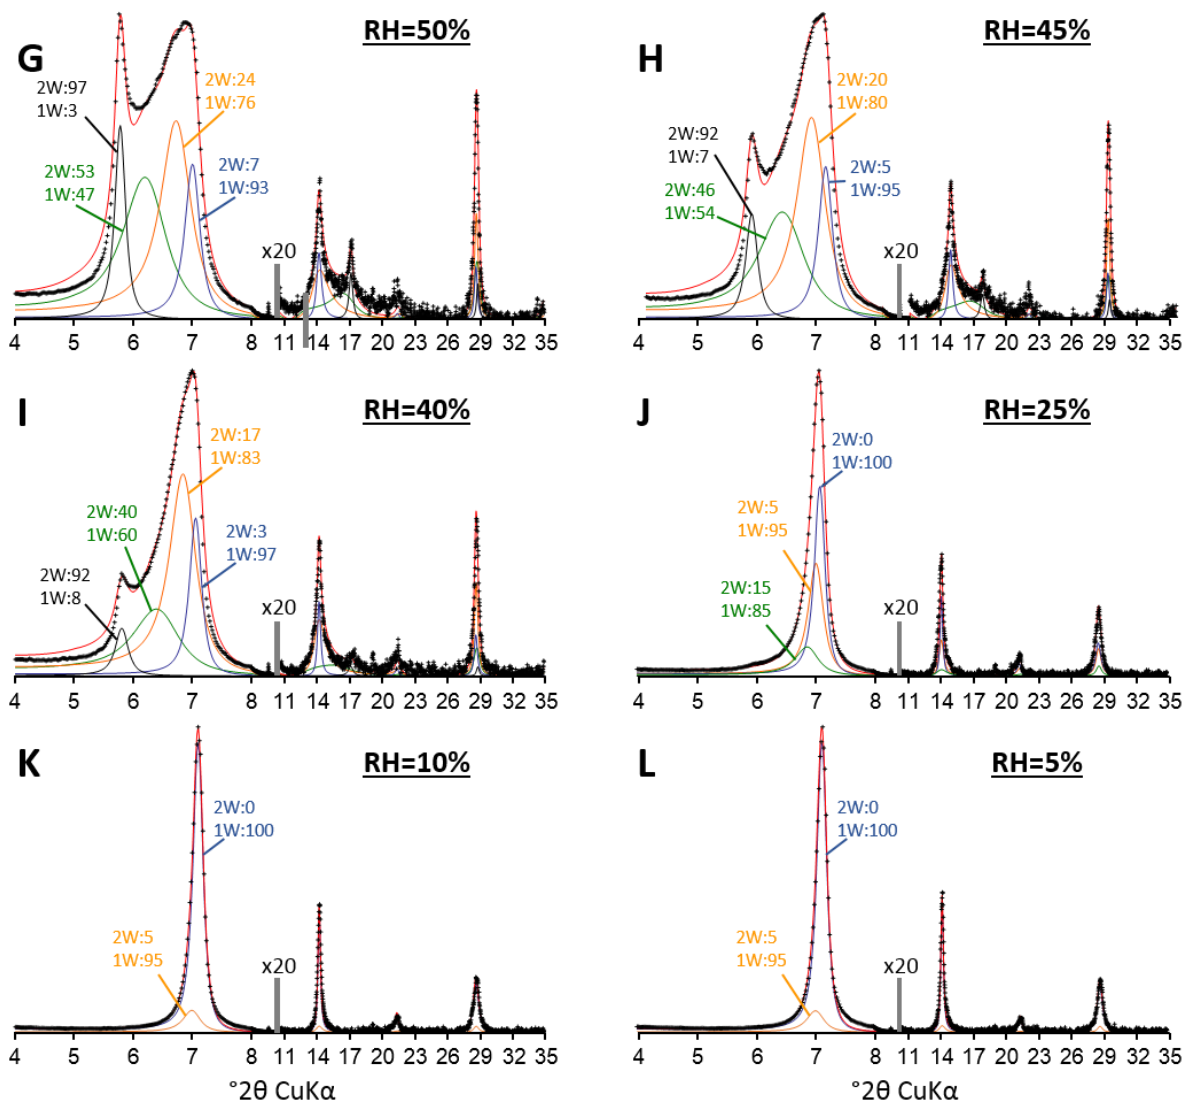 G
RH=50%
2W:97
1W:3
2W:24
1W:76
2W:53
1W:47
2W:7
1W:93
x20
4 5 6 7 8 11 14 17 20 23 26 29 32 35
H
RH=45%
2W:20
1W:80
2W:92
1W:7
2W:5
1W:95
2W:46
1W:54
x20
4 5 6 7 8 11 14 17 20 23 26 29 32 35
I
RH=40%
2W:17
1W:83
2W:40
1W:60
2W:3
1W:97
2W:92
1W:8
x20
4 5 6 7 8 11 14 17 20 23 26 29 32 35
J
RH=25%
2W:0
1W:100
2W:5
1W:95
2W:15
1W:85
x20
4 5 6 7 8 11 14 17 20 23 26 29 32 35
K
RH=10%
2W:0
1W:100
2W:5
1W:95
x20
4 5 6 7 8 11 14 17 20 23 26 29 32 35
°2θ CuKα
L
RH=5%
2W:0
1W:100
2W:5
1W:95
x20
4 5 6 7 8 11 14 17 20 23 26 29 32 35
°2θ CuKα